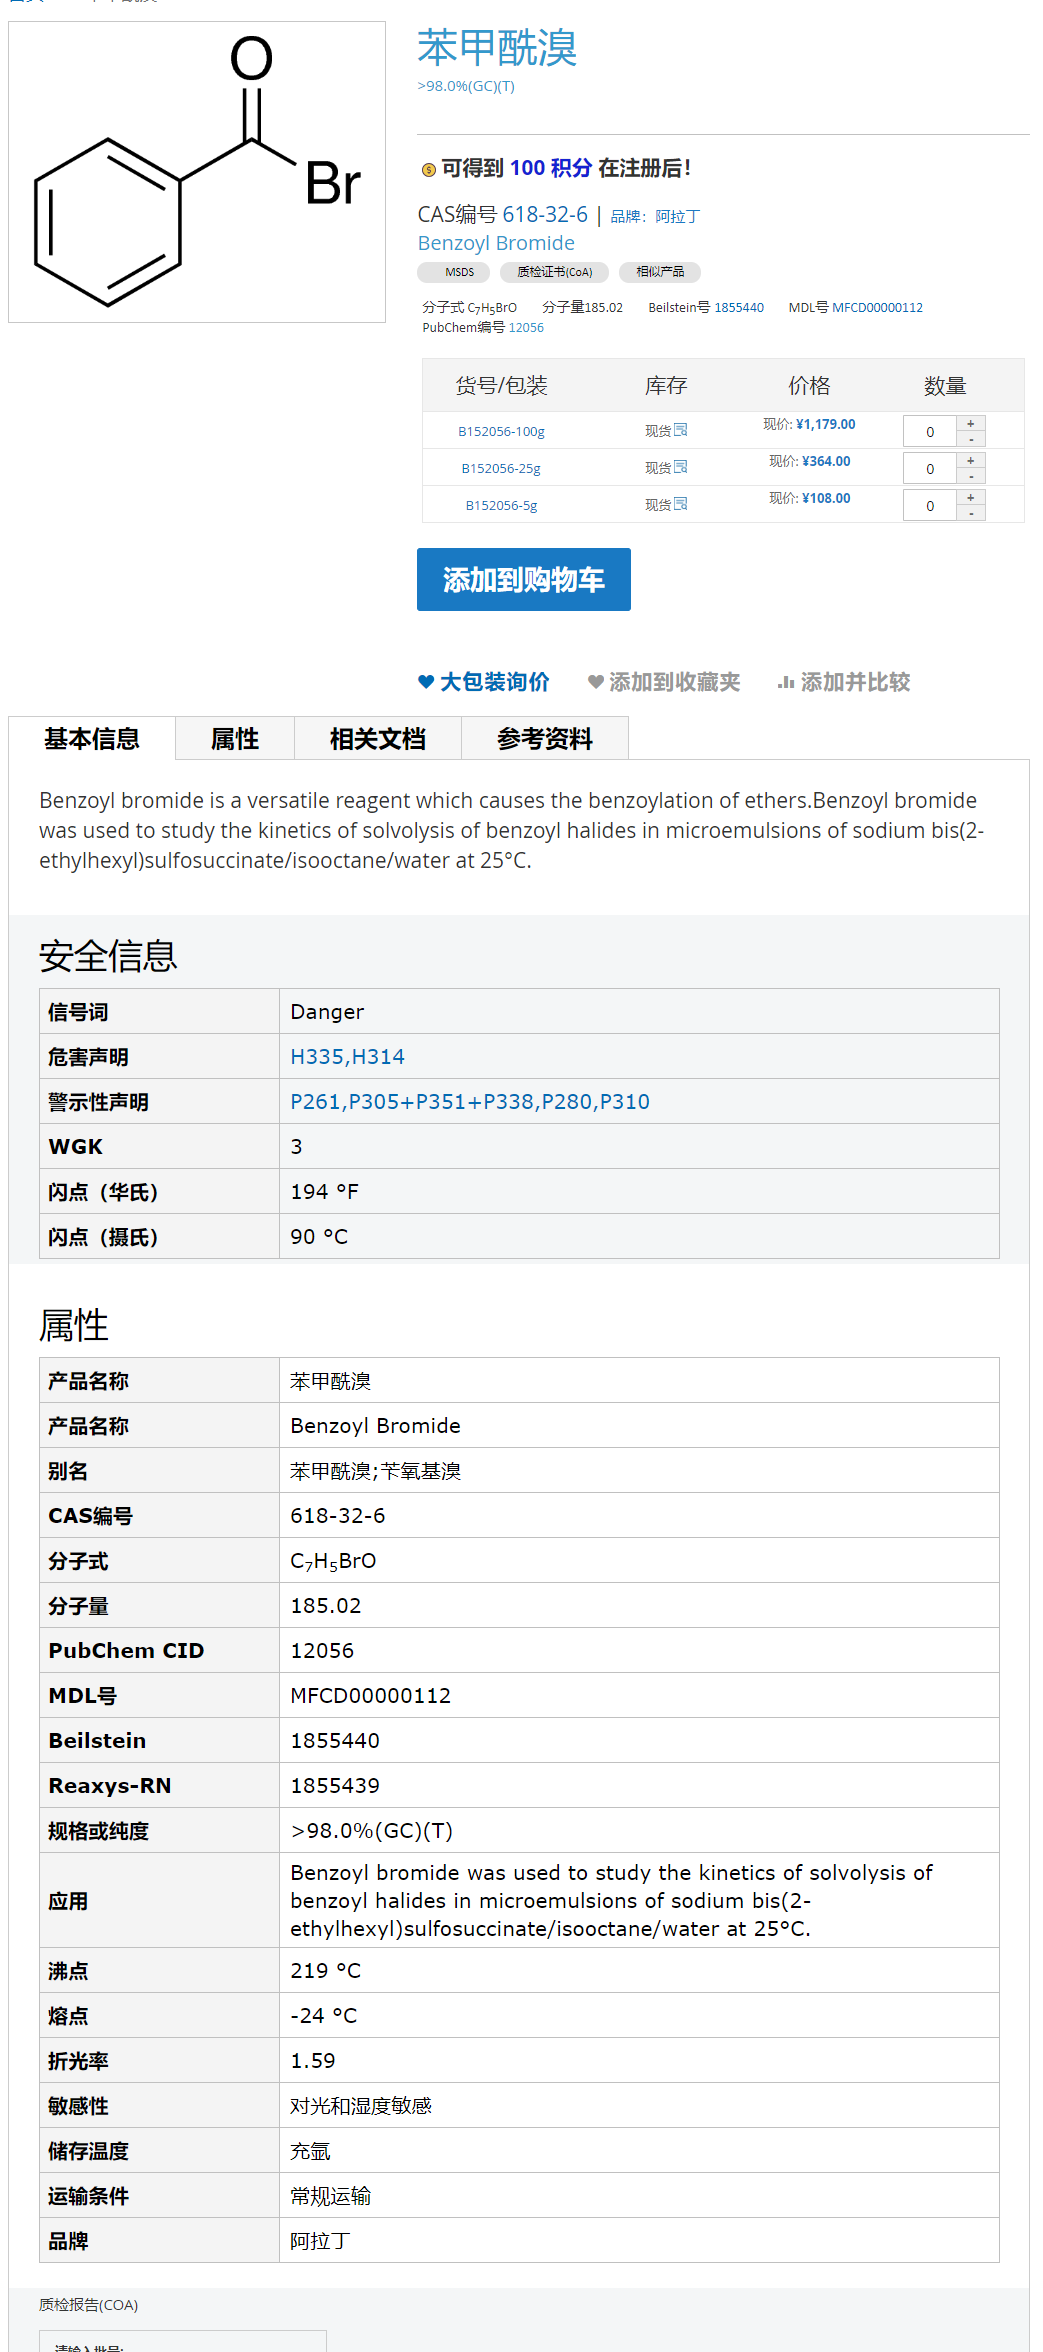 O
Br
苯甲酰溴
>98.0%(GC)(T)
可得到 100 积分 在注册后！
CAS编号 618-32-6 | 品牌：阿拉丁
Benzoyl Bromide
MSDS 质检证书(CoA) 相似产品
分子式 C₇H₅BrO 分子量185.02 Beilstein号 1855440 MDL号 MFCD00000112
PubChem编号 12056
货号/包装 库存 价格 数量
B152056-100g 现货 现价: ¥1,179.00 0 + -
B152056-25g 现货 现价: ¥364.00 0 + -
B152056-5g 现货 现价: ¥108.00 0 + -
添加到购物车
大包装询价 添加到收藏夹 添加并比较
基本信息 属性 相关文档 参考资料
Benzoyl bromide is a versatile reagent which causes the benzoylation of ethers.Benzoyl bromide
was used to study the kinetics of solvolysis of benzoyl halides in microemulsions of sodium bis(2-
ethylhexyl)sulfosuccinate/isooctane/water at 25°C.
安全信息
信号词 Danger
危害声明 H335,H314
警示性声明 P261,P305+P351+P338,P280,P310
WGK 3
闪点（华氏） 194 °F
闪点（摄氏） 90 °C
属性
产品名称 苯甲酰溴
产品名称 Benzoyl Bromide
别名 苯甲酰溴;苄氧基溴
CAS编号 618-32-6
分子式 C₇H₅BrO
分子量 185.02
PubChem CID 12056
MDL号 MFCD00000112
Beilstein 1855440
Reaxys-RN 1855439
规格或纯度 >98.0%(GC)(T)
应用 Benzoyl bromide was used to study the kinetics of solvolysis of
benzoyl halides in microemulsions of sodium bis(2-
ethylhexyl)sulfosuccinate/isooctane/water at 25°C.
沸点 219 °C
熔点 -24 °C
折光率 1.59
敏感性 对光和湿度敏感
储存温度 充氩
运输条件 常规运输
品牌 阿拉丁
质检报告(COA)